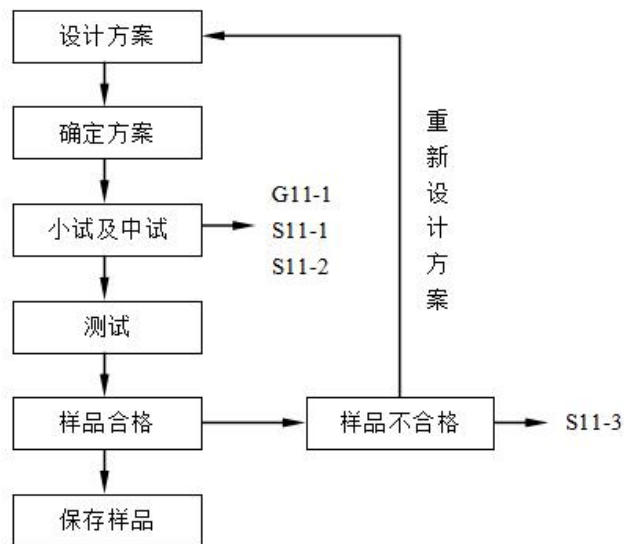 设计方案
确定方案
小试及中试
G11-1
S11-1
S11-2
测试
样品合格
样品不合格
S11-3
保存样品
重新设计方案